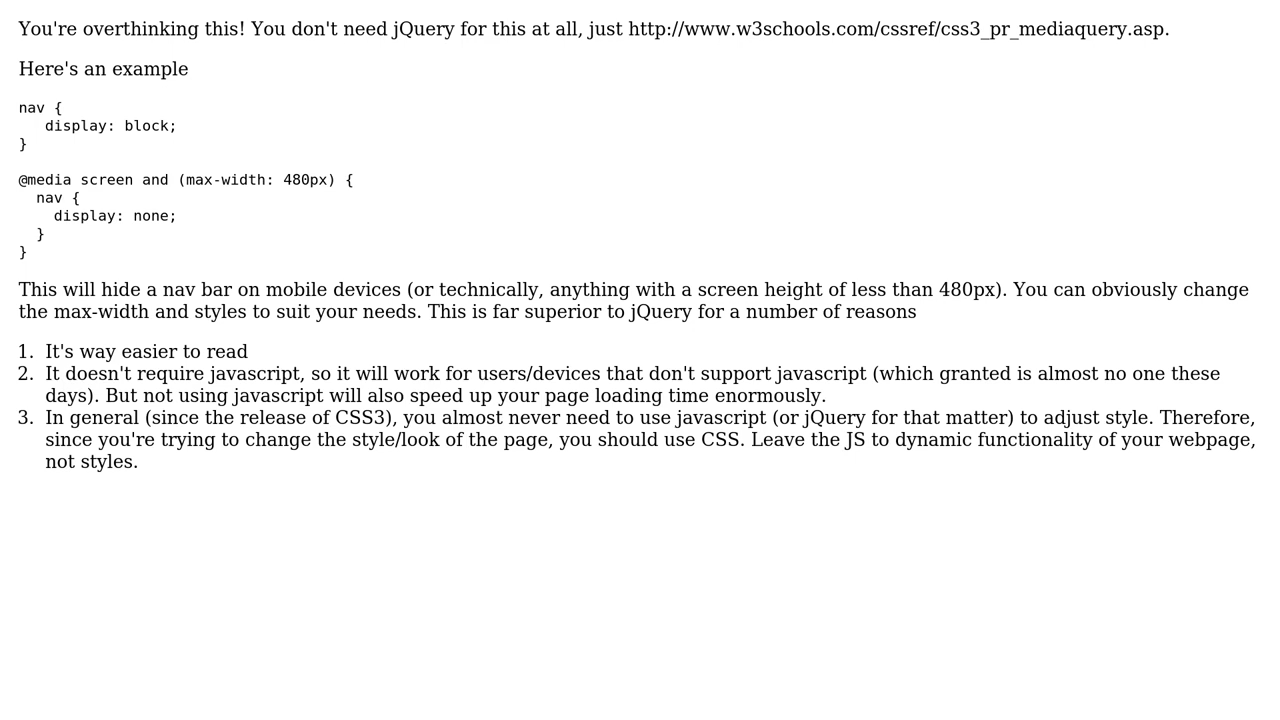 You're overthinking this! You don't need jQuery for this at all, just http://www.w3schools.com/cssref/css3_pr_mediaquery.asp.
Here's an example
nav {
   display: block;
}
@media screen and (max-width: 480px) {
  nav {
    display: none;
  }
}
This will hide a nav bar on mobile devices (or technically, anything with a screen height of less than 480px). You can obviously change
the max-width and styles to suit your needs. This is far superior to jQuery for a number of reasons
1. It's way easier to read
2. It doesn't require javascript, so it will work for users/devices that don't support javascript (which granted is almost no one these
days). But not using javascript will also speed up your page loading time enormously.
3. In general (since the release of CSS3), you almost never need to use javascript (or jQuery for that matter) to adjust style. Therefore,
since you're trying to change the style/look of the page, you should use CSS. Leave the JS to dynamic functionality of your webpage,
not styles.